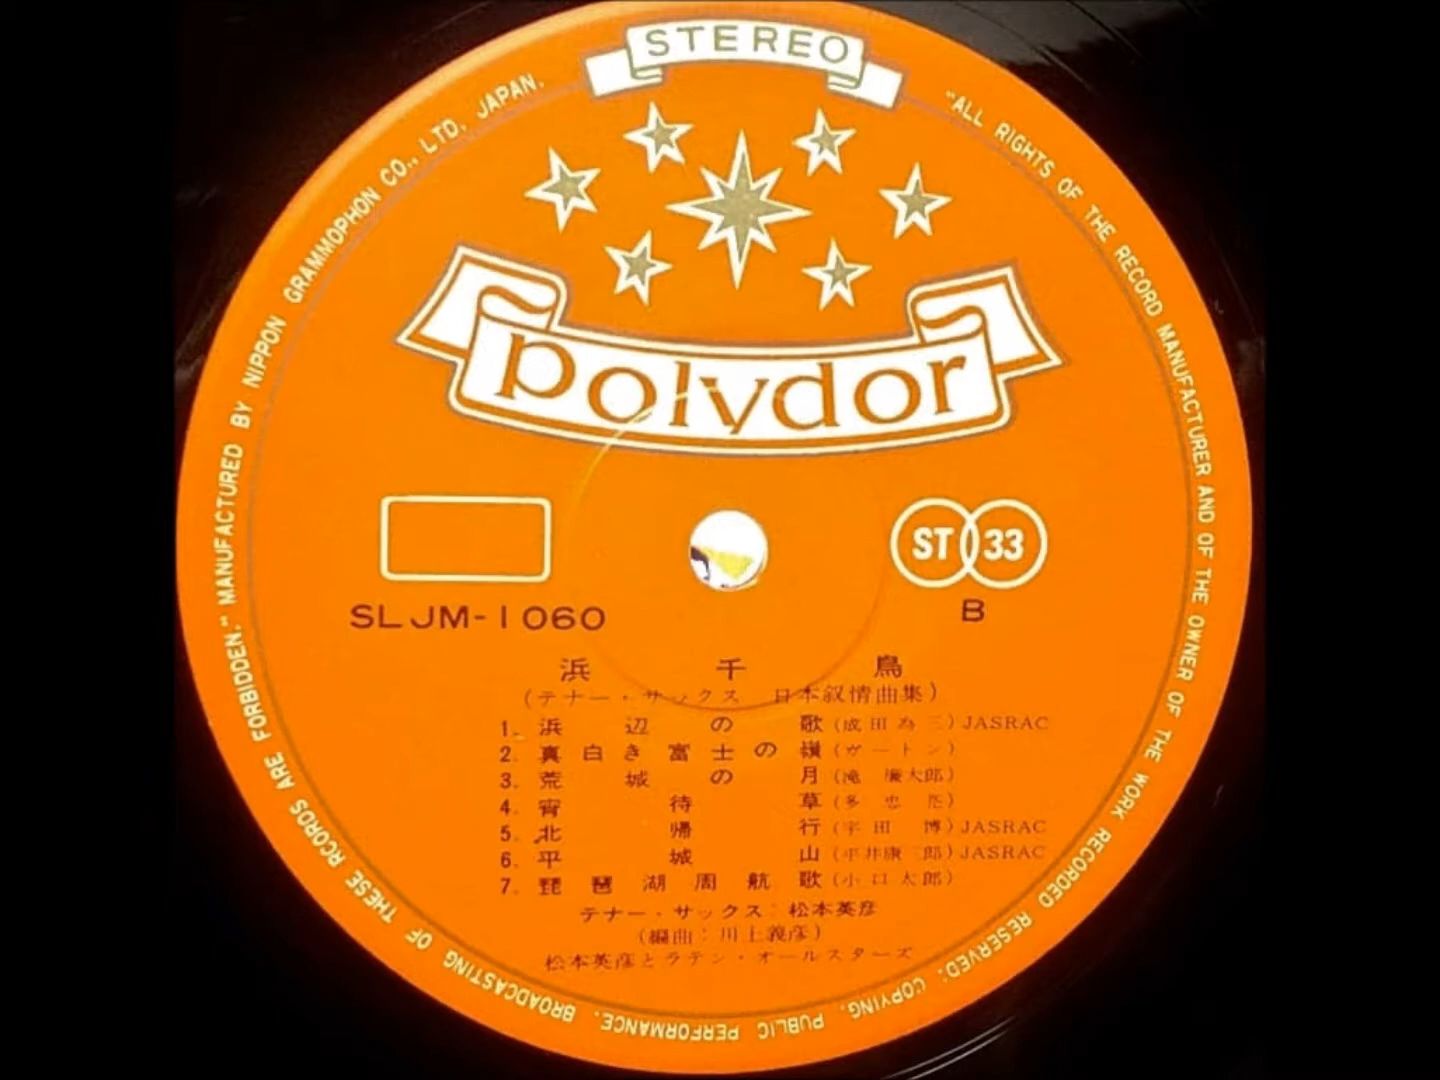 STEREO
polydor
ST 33
SLJM-1060
B
浜千鳥
(テナー・サックス 日本叙情曲集)
1. 浜辺の歌 (成田為三) JASRAC
2. 真白き富士の嶺 (ガードン)
3. 荒城の月 (滝廉太郎)
4. 宵待草 (多忠亮)
5. 北帰行 (宇田博) JASRAC
6. 平城山 (平井康三郎) JASRAC
7. 琵琶湖周航歌 (小口太郎)
テナー・サックス：松本英彦
(編曲：川上義彦)
松本英彦とラテン・オールスターズ
"ALL RIGHTS OF THE RECORD MANUFACTURER AND OF THE OWNER OF THE WORK RECORDED RESERVED: COPYING, PUBLIC PERFORMANCE, BROADCASTING OF THESE RCORDS ARE FORBIDDEN." MANUFACTURED BY NIPPON GRAMMOPHON CO., LTD, JAPAN.